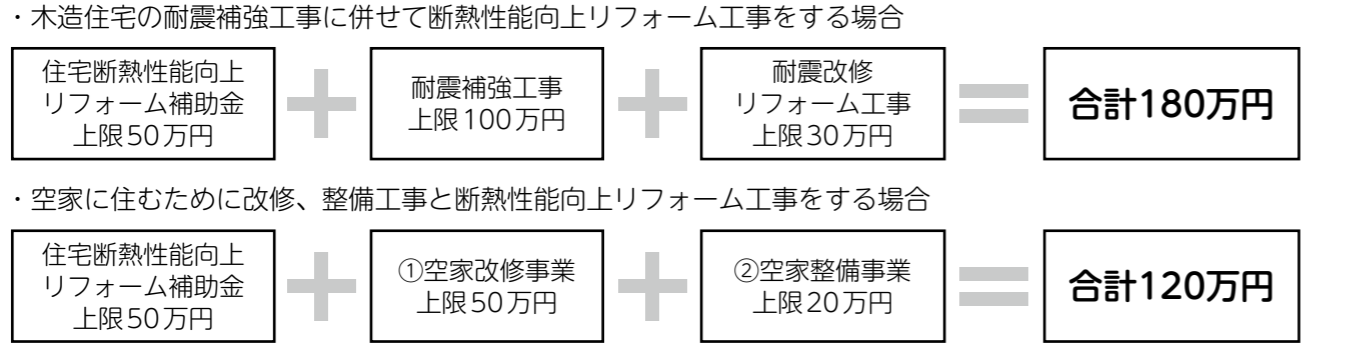 ・木造住宅の耐震補強工事に併せて断熱性能向上リフォーム工事をする場合
住宅断熱性能向上
リフォーム補助金
上限50万円
耐震補強工事
上限100万円
耐震改修
リフォーム工事
上限30万円
合計180万円
・空家に住むために改修、整備工事と断熱性能向上リフォーム工事をする場合
住宅断熱性能向上
リフォーム補助金
上限50万円
①空家改修事業
上限50万円
②空家整備事業
上限20万円
合計120万円